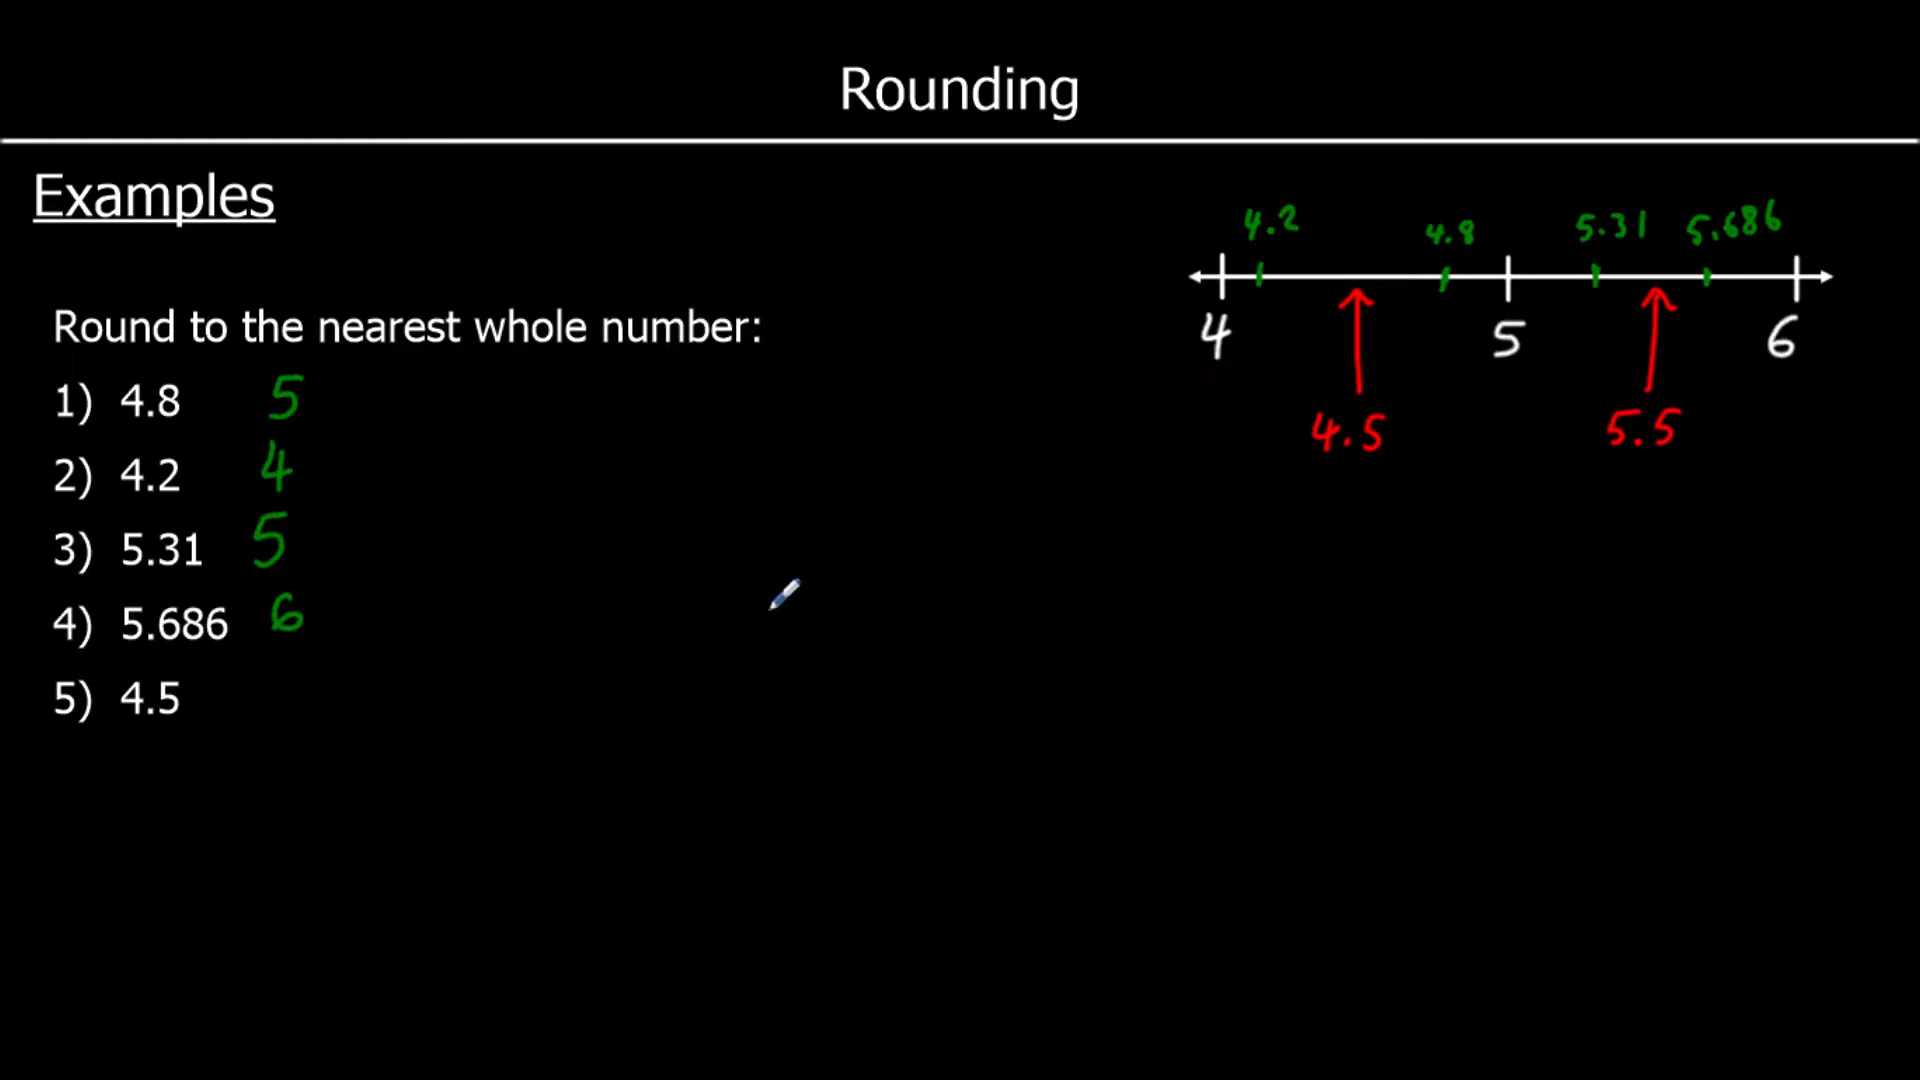 Rounding
Examples
4.2 4.8 5.31 5.686
4 5 6
4.5 5.5
Round to the nearest whole number:
1) 4.8 5
2) 4.2 4
3) 5.31 5
4) 5.686 6
5) 4.5